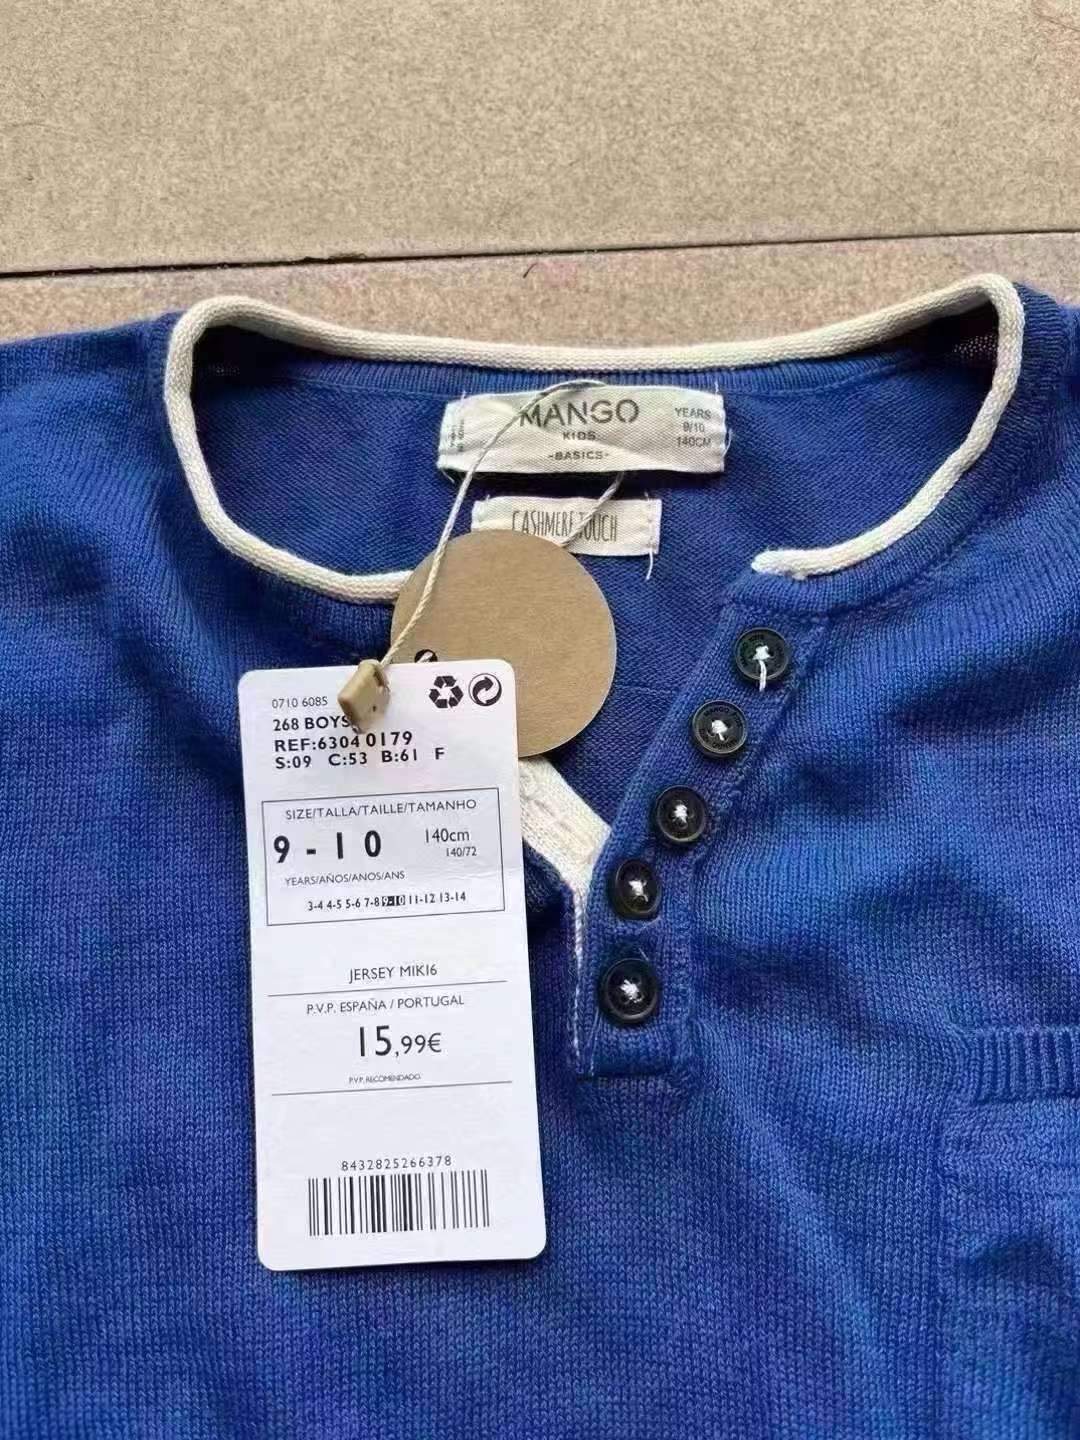 MANGO
KIDS
-BASICS-
YEARS
9/10
140CM
CASHMERE TOUCH
0710 6085
268 BOYS
REF:6304 0179
S:09 C:53 B:61 F
SIZE/TALLA/TAILLE/TAMANHO
9-10 140cm
140/72
YEARS/AÑOS/ANOS/ANS
3-4 4-5 5-6 7-8 9-10 11-12 13-14
JERSEY MIKI6
P.V.P. ESPAÑA / PORTUGAL
15,99€
P.V.P. RECOMENDADO
8432825266378